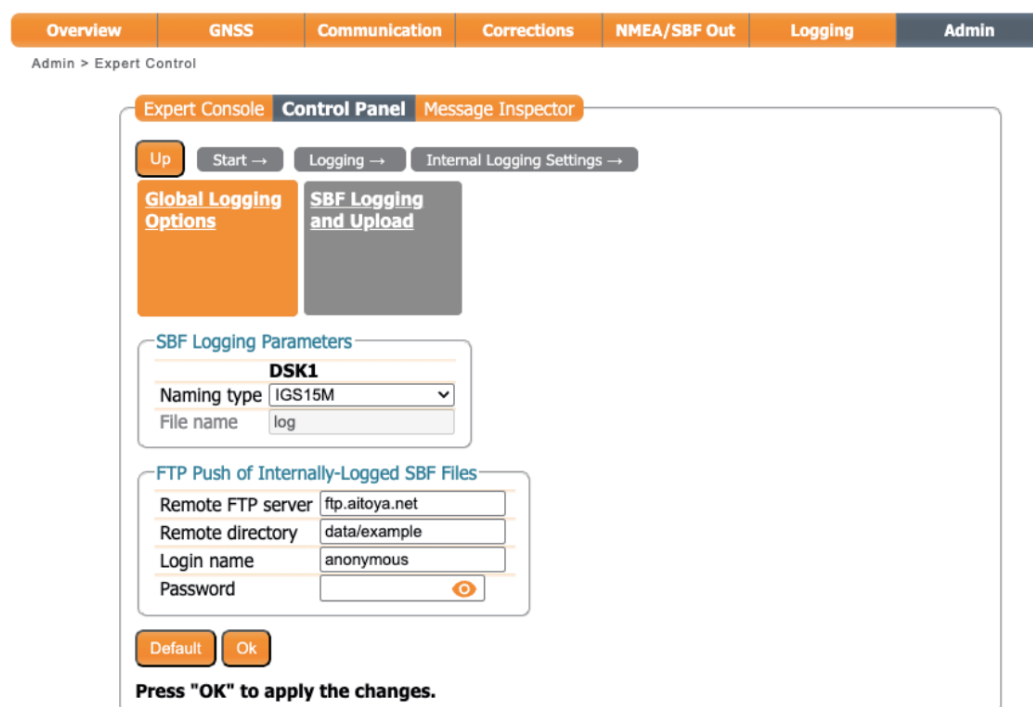 Overview GNSS Communication Corrections NMEA/SBF Out Logging Admin
Admin > Expert Control
Expert Console Control Panel Message Inspector
Up Start → Logging → Internal Logging Settings →
Global Logging Options
SBF Logging and Upload
SBF Logging Parameters
DSK1
Naming type IGS15M
File name log
FTP Push of Internally-Logged SBF Files
Remote FTP server ftp.aitoya.net
Remote directory data/example
Login name anonymous
Password
Default Ok
Press "OK" to apply the changes.